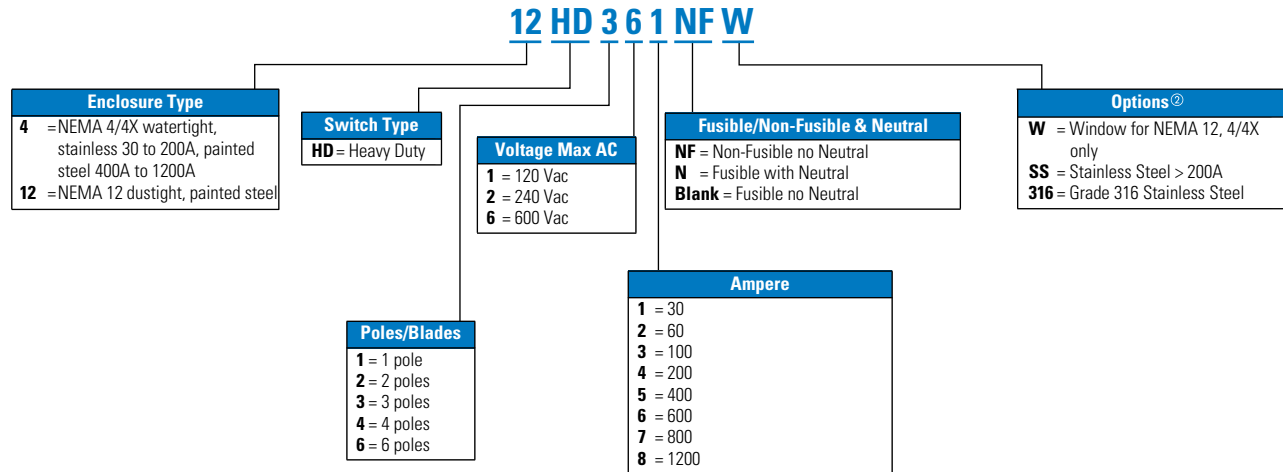 12 HD 3 6 1 NF W
Enclosure Type
4 =NEMA 4/4X watertight,
stainless 30 to 200A, painted
steel 400A to 1200A
12 =NEMA 12 dustight, painted steel
Switch Type
HD = Heavy Duty
Poles/Blades
1 = 1 pole
2 = 2 poles
3 = 3 poles
4 = 4 poles
6 = 6 poles
Voltage Max AC
1 = 120 Vac
2 = 240 Vac
6 = 600 Vac
Ampere
1 = 30
2 = 60
3 = 100
4 = 200
5 = 400
6 = 600
7 = 800
8 = 1200
Fusible/Non-Fusible & Neutral
NF = Non-Fusible no Neutral
N = Fusible with Neutral
Blank = Fusible no Neutral
Options②
W = Window for NEMA 12, 4/4X
only
SS = Stainless Steel > 200A
316 = Grade 316 Stainless Steel